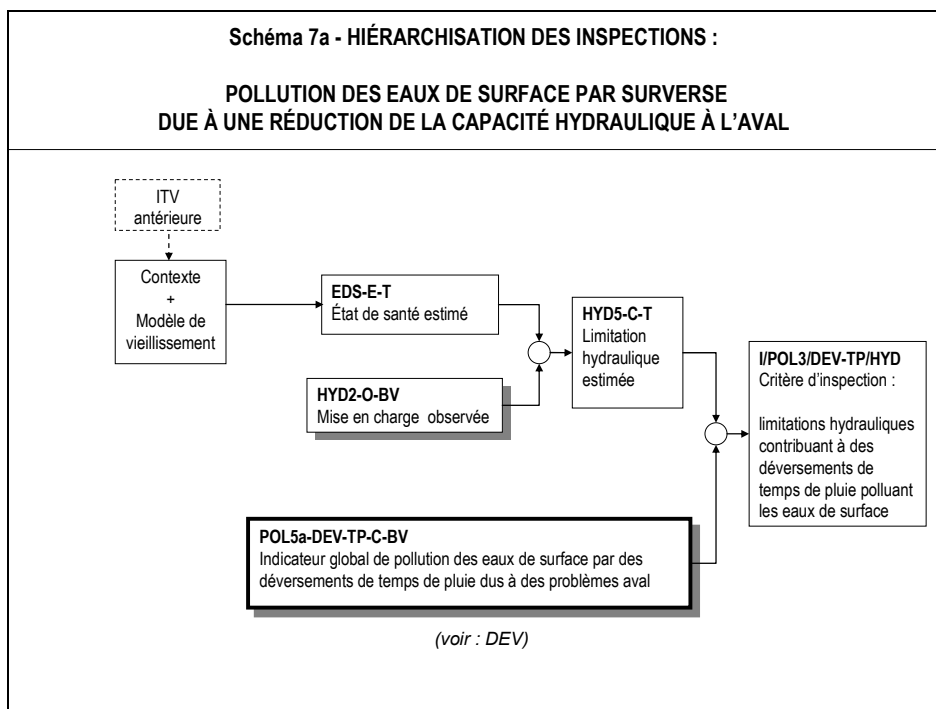 Schéma 7a - HIÉRARCHISATION DES INSPECTIONS :
POLLUTION DES EAUX DE SURFACE PAR SURVERSE
DUE À UNE RÉDUCTION DE LA CAPACITÉ HYDRAULIQUE À L'AVAL
ITV
antérieure
Contexte
+
Modèle de
vieillissement
EDS-E-T
État de santé estimé
HYD2-O-BV
Mise en charge observée
HYD5-C-T
Limitation
hydraulique
estimée
I/POL3/DEV-TP/HYD
Critère d'inspection :
limitations hydrauliques
contribuant à des
déversements de
temps de pluie polluant
les eaux de surface
POL5a-DEV-TP-C-BV
Indicateur global de pollution des eaux de surface par des
déversements de temps de pluie dus à des problèmes aval
(voir : DEV)